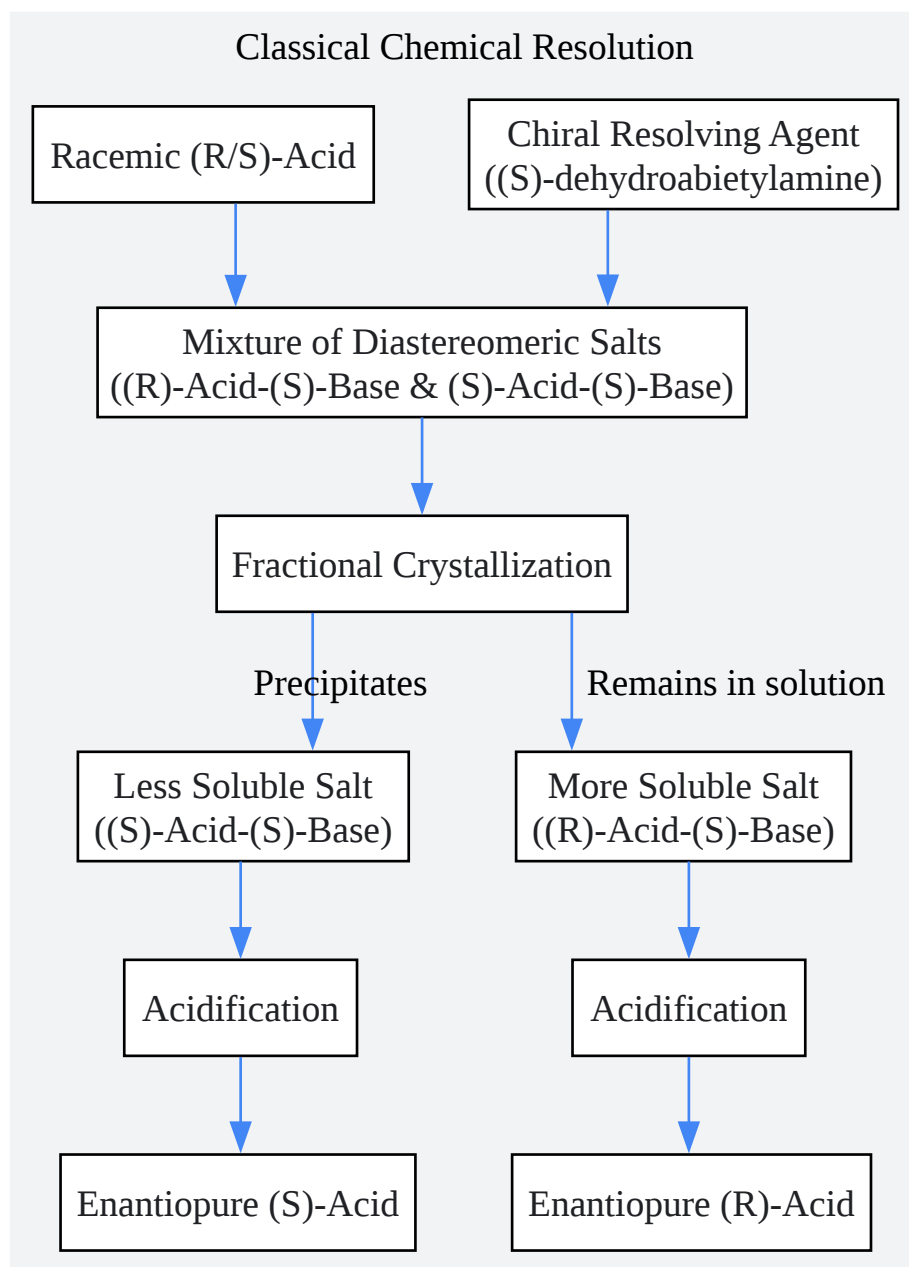 Classical Chemical Resolution
Racemic (R/S)-Acid
Chiral Resolving Agent
((S)-dehydroabietylamine)
Mixture of Diastereomeric Salts
((R)-Acid-(S)-Base & (S)-Acid-(S)-Base)
Fractional Crystallization
Precipitates
Remains in solution
Less Soluble Salt
((S)-Acid-(S)-Base)
More Soluble Salt
((R)-Acid-(S)-Base)
Acidification
Acidification
Enantiopure (S)-Acid
Enantiopure (R)-Acid